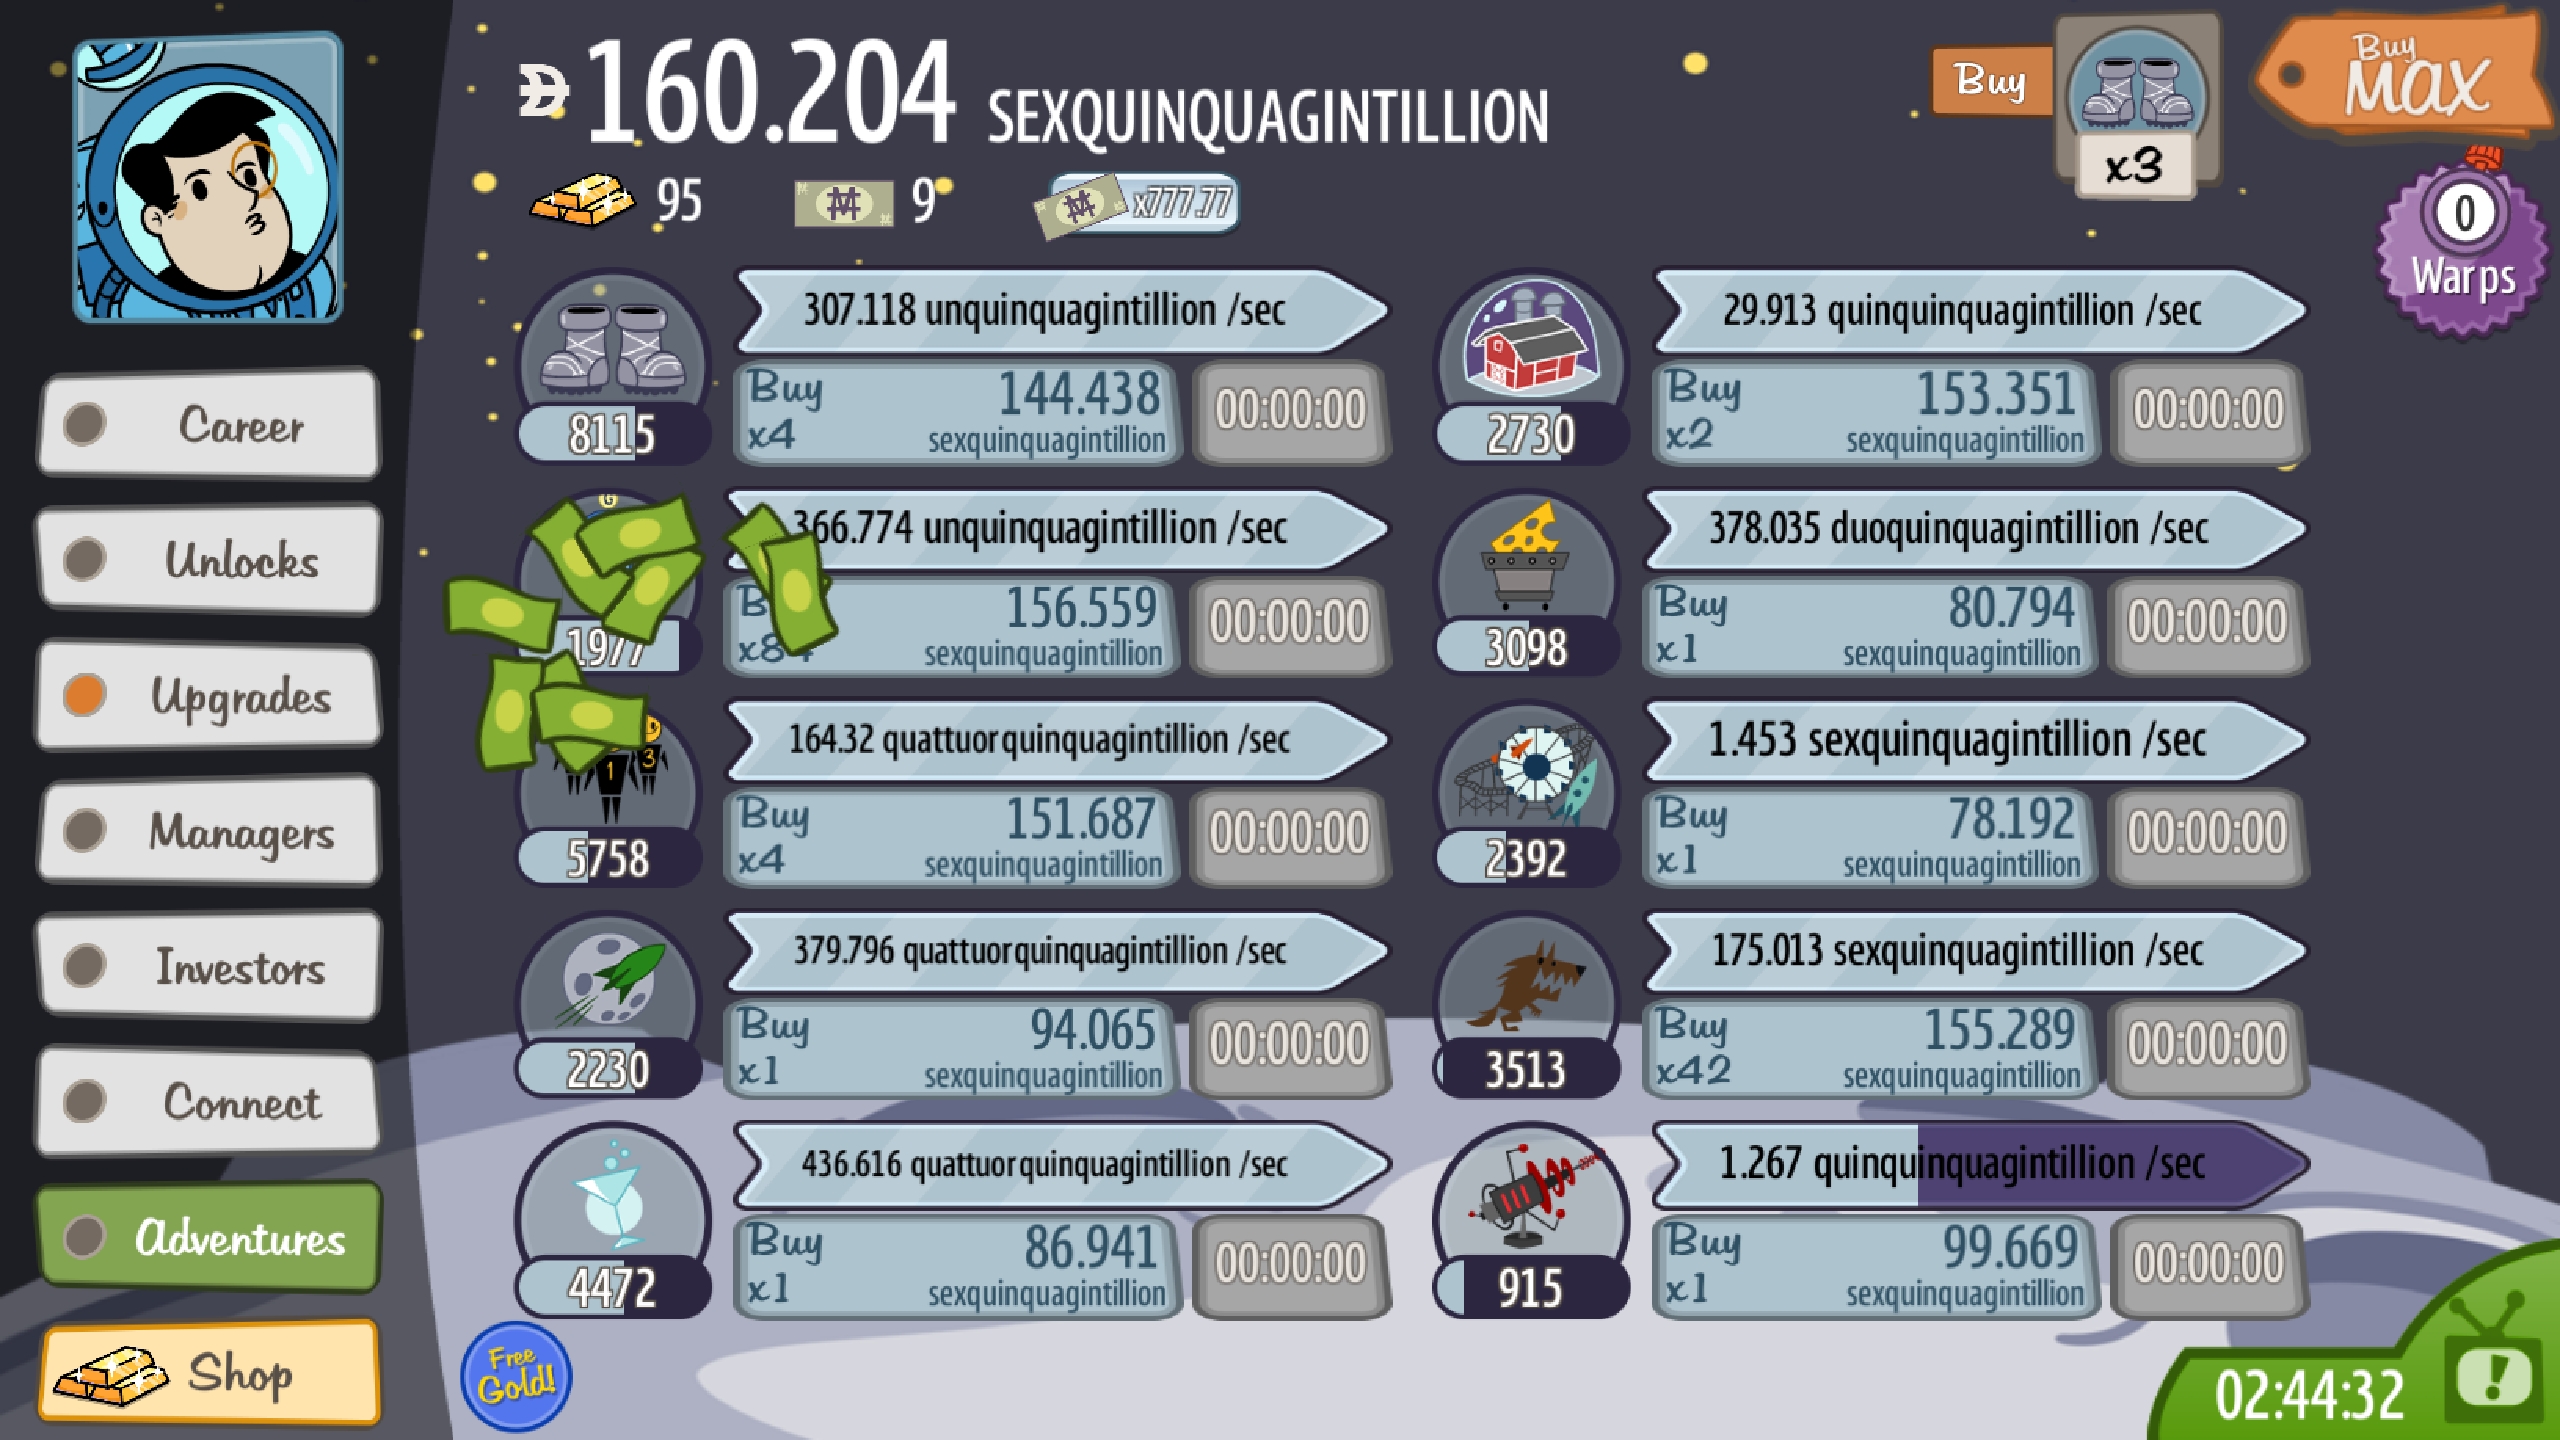 160.204 SEXQUINQUAGINTILLION
Buy
x3
Buy
MAX
95
9
x777.77
0
Warps
Career
Unlocks
Upgrades
Managers
Investors
Connect
Adventures
Shop
307.118 unquinquagintillion /sec
8115
Buy
x4
144.438
sexquinquagintillion
00:00:00
366.774 unquinquagintillion /sec
G
1977
156.559
sexquinquagintillion
00:00:00
164.32 quattuorquinquagintillion /sec
1
3
5758
Buy
x4
151.687
sexquinquagintillion
00:00:00
379.796 quattuorquinquagintillion /sec
2230
Buy
x1
94.065
sexquinquagintillion
00:00:00
436.616 quattuorquinquagintillion /sec
4472
Buy
x1
86.941
sexquinquagintillion
00:00:00
29.913 quinquinquagintillion /sec
2730
Buy
x2
153.351
sexquinquagintillion
00:00:00
378.035 duoquinquagintillion /sec
3098
Buy
x1
80.794
sexquinquagintillion
00:00:00
1.453 sexquinquagintillion /sec
2392
Buy
x1
78.192
sexquinquagintillion
00:00:00
175.013 sexquinquagintillion /sec
3513
Buy
x42
155.289
sexquinquagintillion
00:00:00
1.267 quinquinquagintillion /sec
915
Buy
x1
99.669
sexquinquagintillion
00:00:00
Free
Gold!
02:44:32